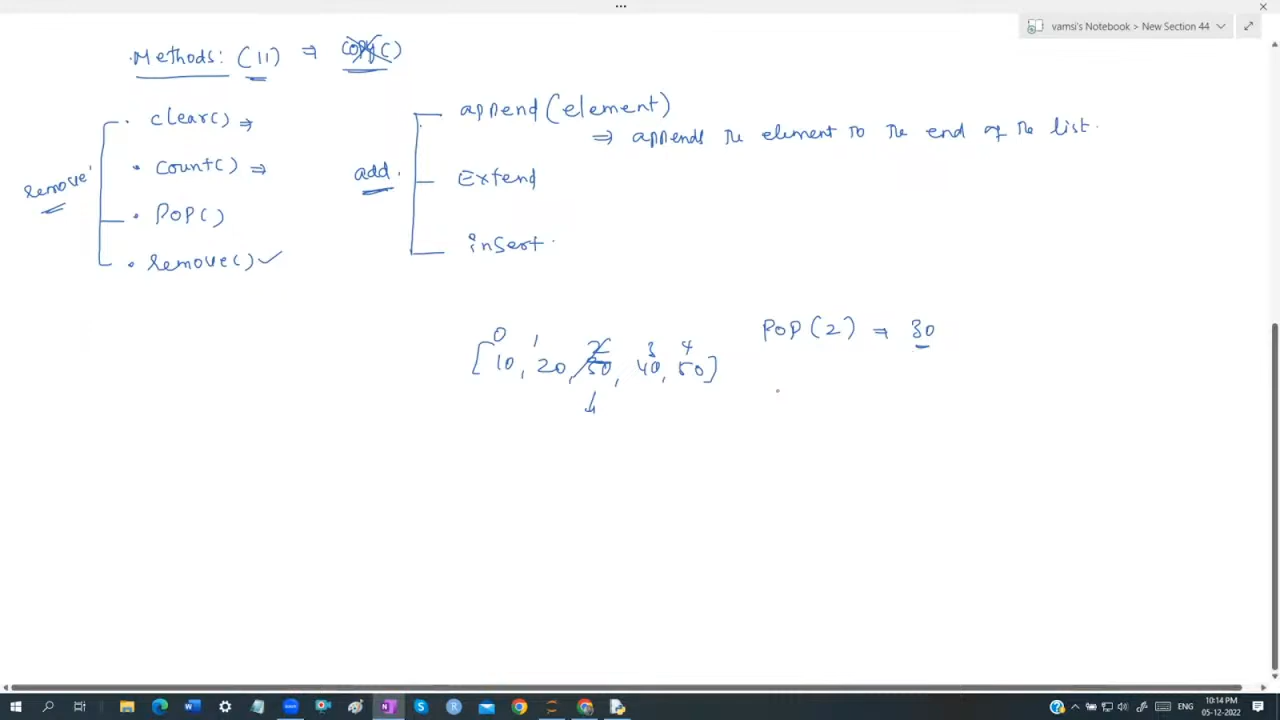 vamsi's Notebook > New Section 44
Methods: (11) ⇒ copy()
remove
• clear() ⇒
• count() ⇒
• POP()
• remove() ✓
add
append(element)
⇒ appends the element to the end of the list.
Extend
insert
0 1 2 3 4
[10, 20, 30, 40, 50]
POP(2) ⇒ 30
ENG
10:14 PM
05-12-2022